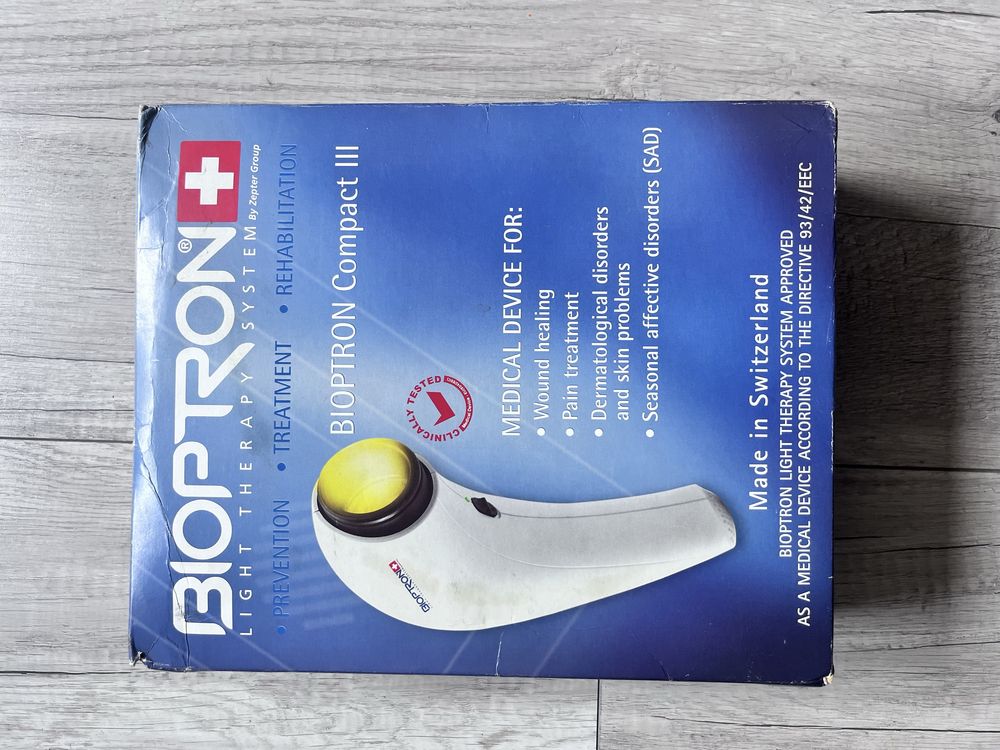 BIOPTRON®
LIGHT THERAPY SYSTEM By Zepter Group
• PREVENTION • TREATMENT • REHABILITATION
BIOPTRON Compact III
CLINICALLY TESTED
MEDICAL DEVICE FOR:
• Wound healing
• Pain treatment
• Dermatological disorders
and skin problems
• Seasonal affective disorders (SAD)
BIOPTRON
Made in Switzerland
BIOPTRON LIGHT THERAPY SYSTEM APPROVED
AS A MEDICAL DEVICE ACCORDING TO THE DIRECTIVE 93/42/EEC